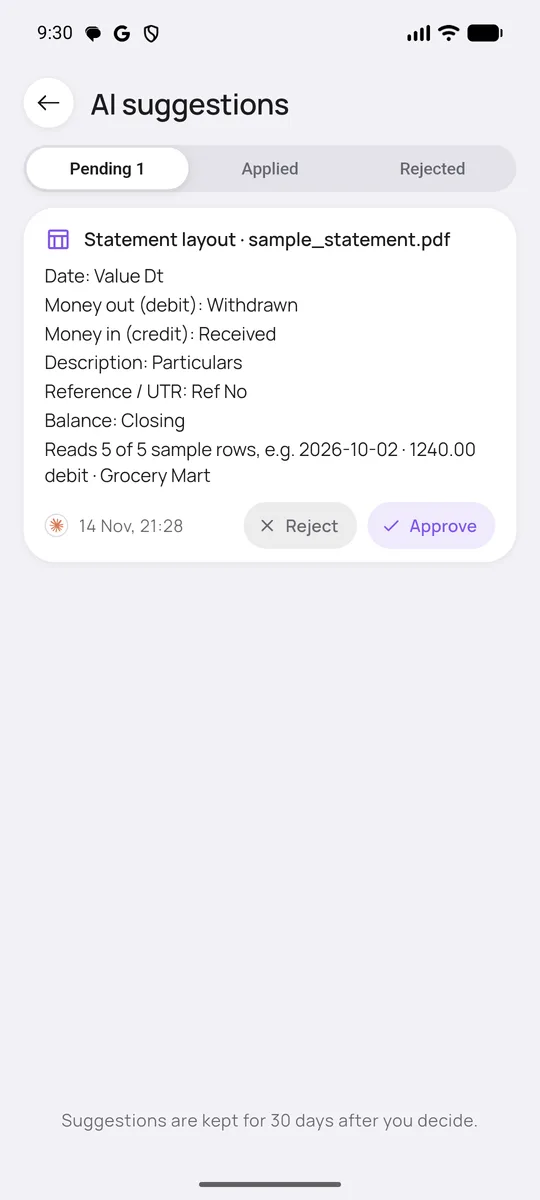 9:30
AI suggestions
Pending 1
Applied
Rejected
Statement layout · sample_statement.pdf
Date: Value Dt
Money out (debit): Withdrawn
Money in (credit): Received
Description: Particulars
Reference / UTR: Ref No
Balance: Closing
Reads 5 of 5 sample rows, e.g. 2026-10-02 · 1240.00
debit · Grocery Mart
14 Nov, 21:28
Reject
Approve
Suggestions are kept for 30 days after you decide.